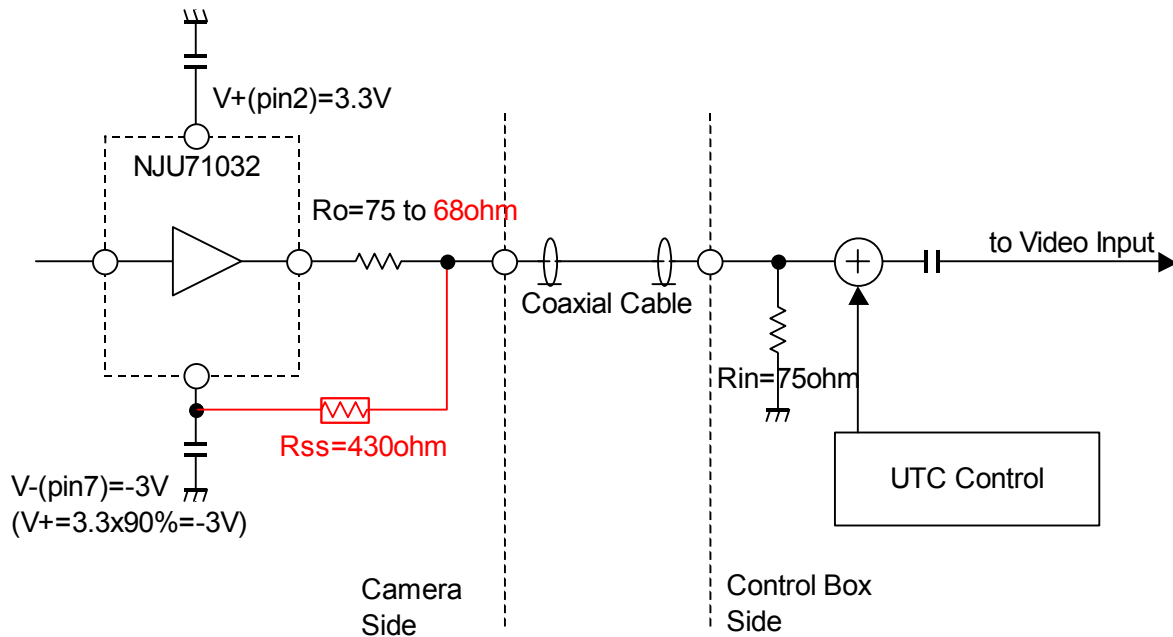 V+(pin2)=3.3V
NJU71032
Ro=75 to 68ohm
to Video Input
Coaxial Cable
Rin=75ohm
Rss=430ohm
UTC Control
V-(pin7)=-3V
(V+=3.3x90%=-3V)
Camera
Side
Control Box
Side